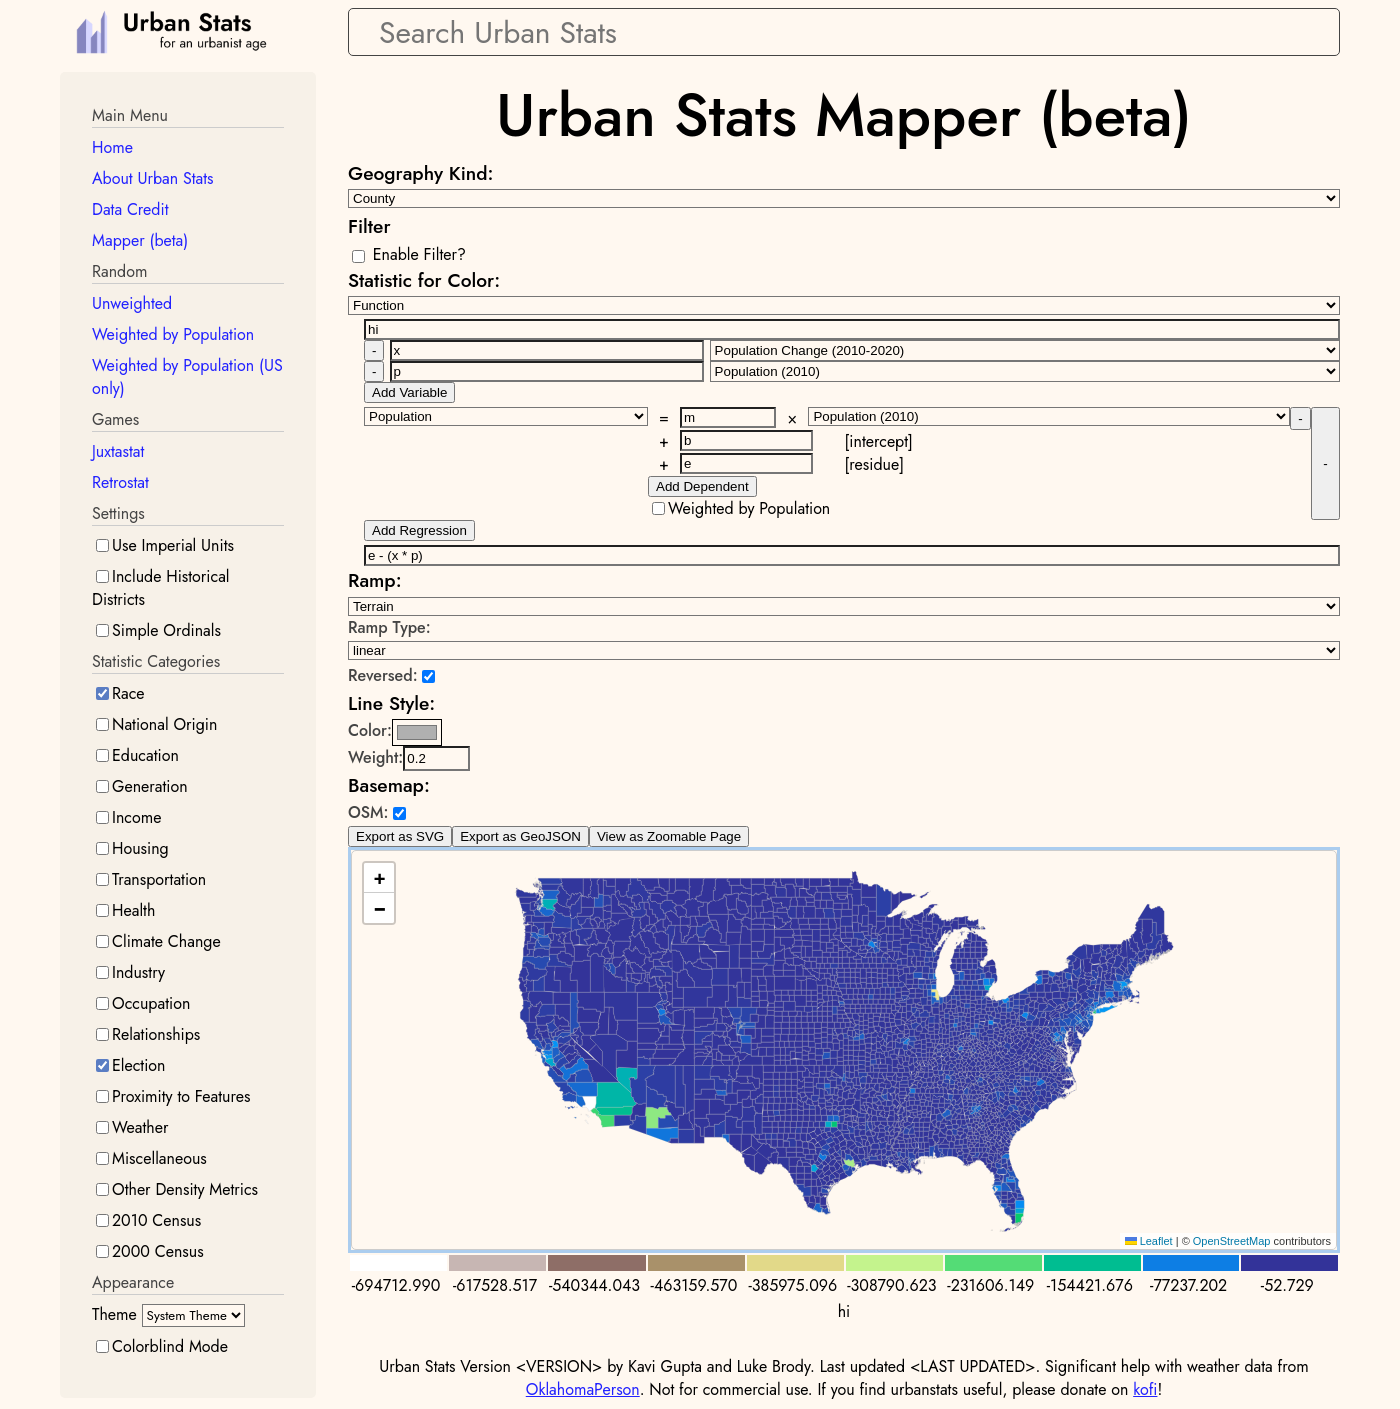 Urban Stats
for an urbanist age
Search Urban Stats
Main Menu
Home
About Urban Stats
Data Credit
Mapper (beta)
Random
Unweighted
Weighted by Population
Weighted by Population (US
only)
Games
Juxtastat
Retrostat
Settings
Use Imperial Units
Include Historical
Districts
Simple Ordinals
Statistic Categories
Race
National Origin
Education
Generation
Income
Housing
Transportation
Health
Climate Change
Industry
Occupation
Relationships
Election
Proximity to Features
Weather
Miscellaneous
Other Density Metrics
2010 Census
2000 Census
Appearance
Theme System Theme
Colorblind Mode
Urban Stats Mapper (beta)
Geography Kind:
County
Filter
Enable Filter?
Statistic for Color:
Function
hi
- x Population Change (2010-2020)
- p Population (2010)
Add Variable
Population = m × Population (2010) - -
+ b [intercept]
+ e [residue]
Add Dependent
Weighted by Population
Add Regression
e - (x * p)
Ramp:
Terrain
Ramp Type:
linear
Reversed:
Line Style:
Color:
Weight: 0.2
Basemap:
OSM:
Export as SVG Export as GeoJSON View as Zoomable Page
+
−
Leaflet | © OpenStreetMap contributors
-694712.990 -617528.517 -540344.043 -463159.570 -385975.096 -308790.623 -231606.149 -154421.676 -77237.202 -52.729
hi
Urban Stats Version <VERSION> by Kavi Gupta and Luke Brody. Last updated <LAST UPDATED>. Significant help with weather data from
OklahomaPerson. Not for commercial use. If you find urbanstats useful, please donate on kofi!